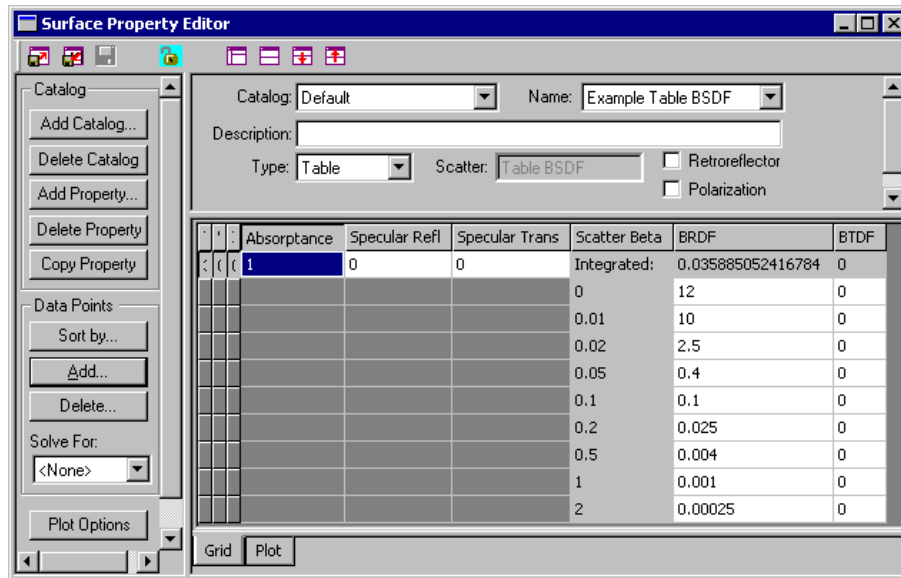 Surface Property Editor
Catalog
Add Catalog...
Delete Catalog
Add Property...
Delete Property
Copy Property
Data Points
Sort by...
Add...
Delete...
Solve For:
<None>
Plot Options
Catalog: Default Name: Example Table BSDF
Description:
Type: Table Scatter: Table BSDF Retroreflector
Polarization
Absorptance Specular Refl Specular Trans Scatter Beta BRDF BTDF
1 0 0 Integrated: 0.035885052416784 0
0 12 0
0.01 10 0
0.02 2.5 0
0.05 0.4 0
0.1 0.1 0
0.2 0.025 0
0.5 0.004 0
1 0.001 0
2 0.00025 0
Grid Plot